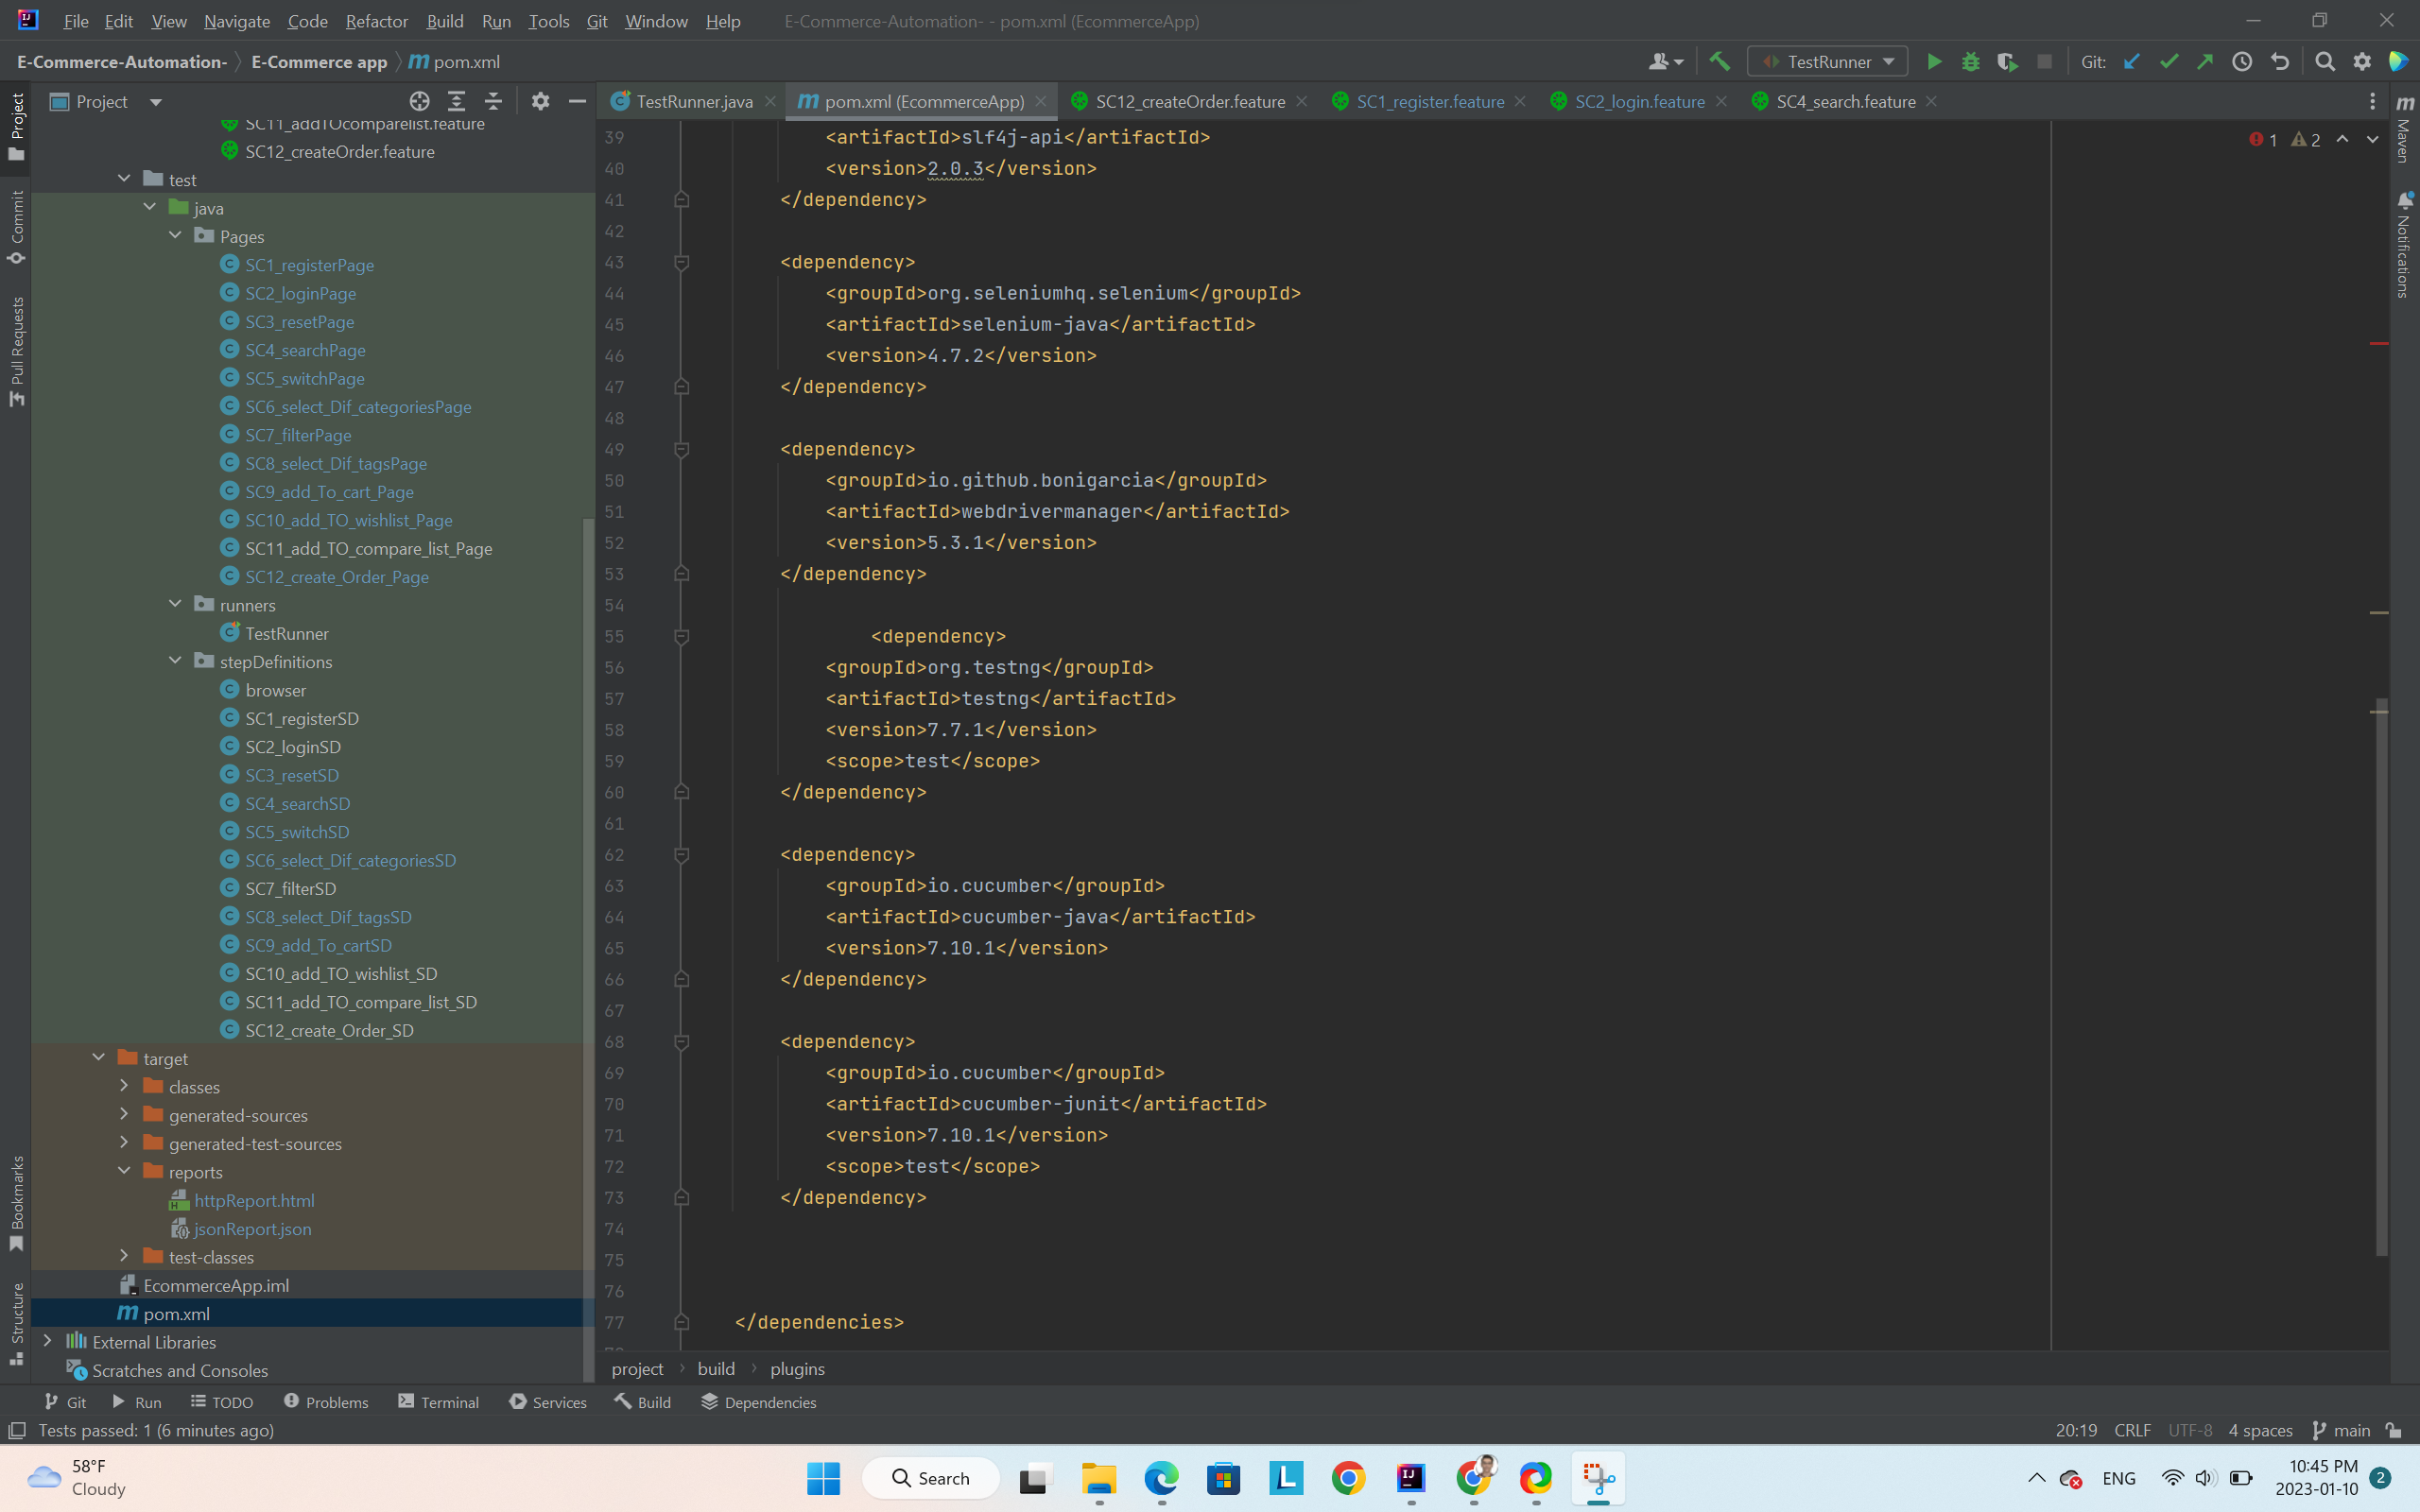 File Edit View Navigate Code Refactor Build Run Tools Git Window Help E-Commerce-Automation- - pom.xml (EcommerceApp)
E-Commerce-Automation- E-Commerce app m pom.xml TestRunner Git:
Project TestRunner.java pom.xml (EcommerceApp) SC12_createOrder.feature SC1_register.feature SC2_login.feature SC4_search.feature
Project
Commit
Pull Requests
Bookmarks
Structure
SC11_addTOcomparelist.feature
SC12_createOrder.feature
test
java
Pages
SC1_registerPage
SC2_loginPage
SC3_resetPage
SC4_searchPage
SC5_switchPage
SC6_select_Dif_categoriesPage
SC7_filterPage
SC8_select_Dif_tagsPage
SC9_add_To_cart_Page
SC10_add_TO_wishlist_Page
SC11_add_TO_compare_list_Page
SC12_create_Order_Page
runners
TestRunner
stepDefinitions
browser
SC1_registerSD
SC2_loginSD
SC3_resetSD
SC4_searchSD
SC5_switchSD
SC6_select_Dif_categoriesSD
SC7_filterSD
SC8_select_Dif_tagsSD
SC9_add_To_cartSD
SC10_add_TO_wishlist_SD
SC11_add_TO_compare_list_SD
SC12_create_Order_SD
target
classes
generated-sources
generated-test-sources
reports
httpReport.html
jsonReport.json
test-classes
EcommerceApp.iml
m pom.xml
External Libraries
Scratches and Consoles
39 <artifactId>slf4j-api</artifactId>
40 <version>2.0.3</version>
41 </dependency>
42
43 <dependency>
44 <groupId>org.seleniumhq.selenium</groupId>
45 <artifactId>selenium-java</artifactId>
46 <version>4.7.2</version>
47 </dependency>
48
49 <dependency>
50 <groupId>io.github.bonigarcia</groupId>
51 <artifactId>webdrivermanager</artifactId>
52 <version>5.3.1</version>
53 </dependency>
54
55 <dependency>
56 <groupId>org.testng</groupId>
57 <artifactId>testng</artifactId>
58 <version>7.7.1</version>
59 <scope>test</scope>
60 </dependency>
61
62 <dependency>
63 <groupId>io.cucumber</groupId>
64 <artifactId>cucumber-java</artifactId>
65 <version>7.10.1</version>
66 </dependency>
67
68 <dependency>
69 <groupId>io.cucumber</groupId>
70 <artifactId>cucumber-junit</artifactId>
71 <version>7.10.1</version>
72 <scope>test</scope>
73 </dependency>
74
75
76
77 </dependencies>
1 2
m Maven
Notifications
project build plugins
Git Run TODO Problems Terminal Services Build Dependencies
Tests passed: 1 (6 minutes ago) 20:19 CRLF UTF-8 4 spaces main
58°F
Cloudy
Search
ENG
10:45 PM
2023-01-10
2